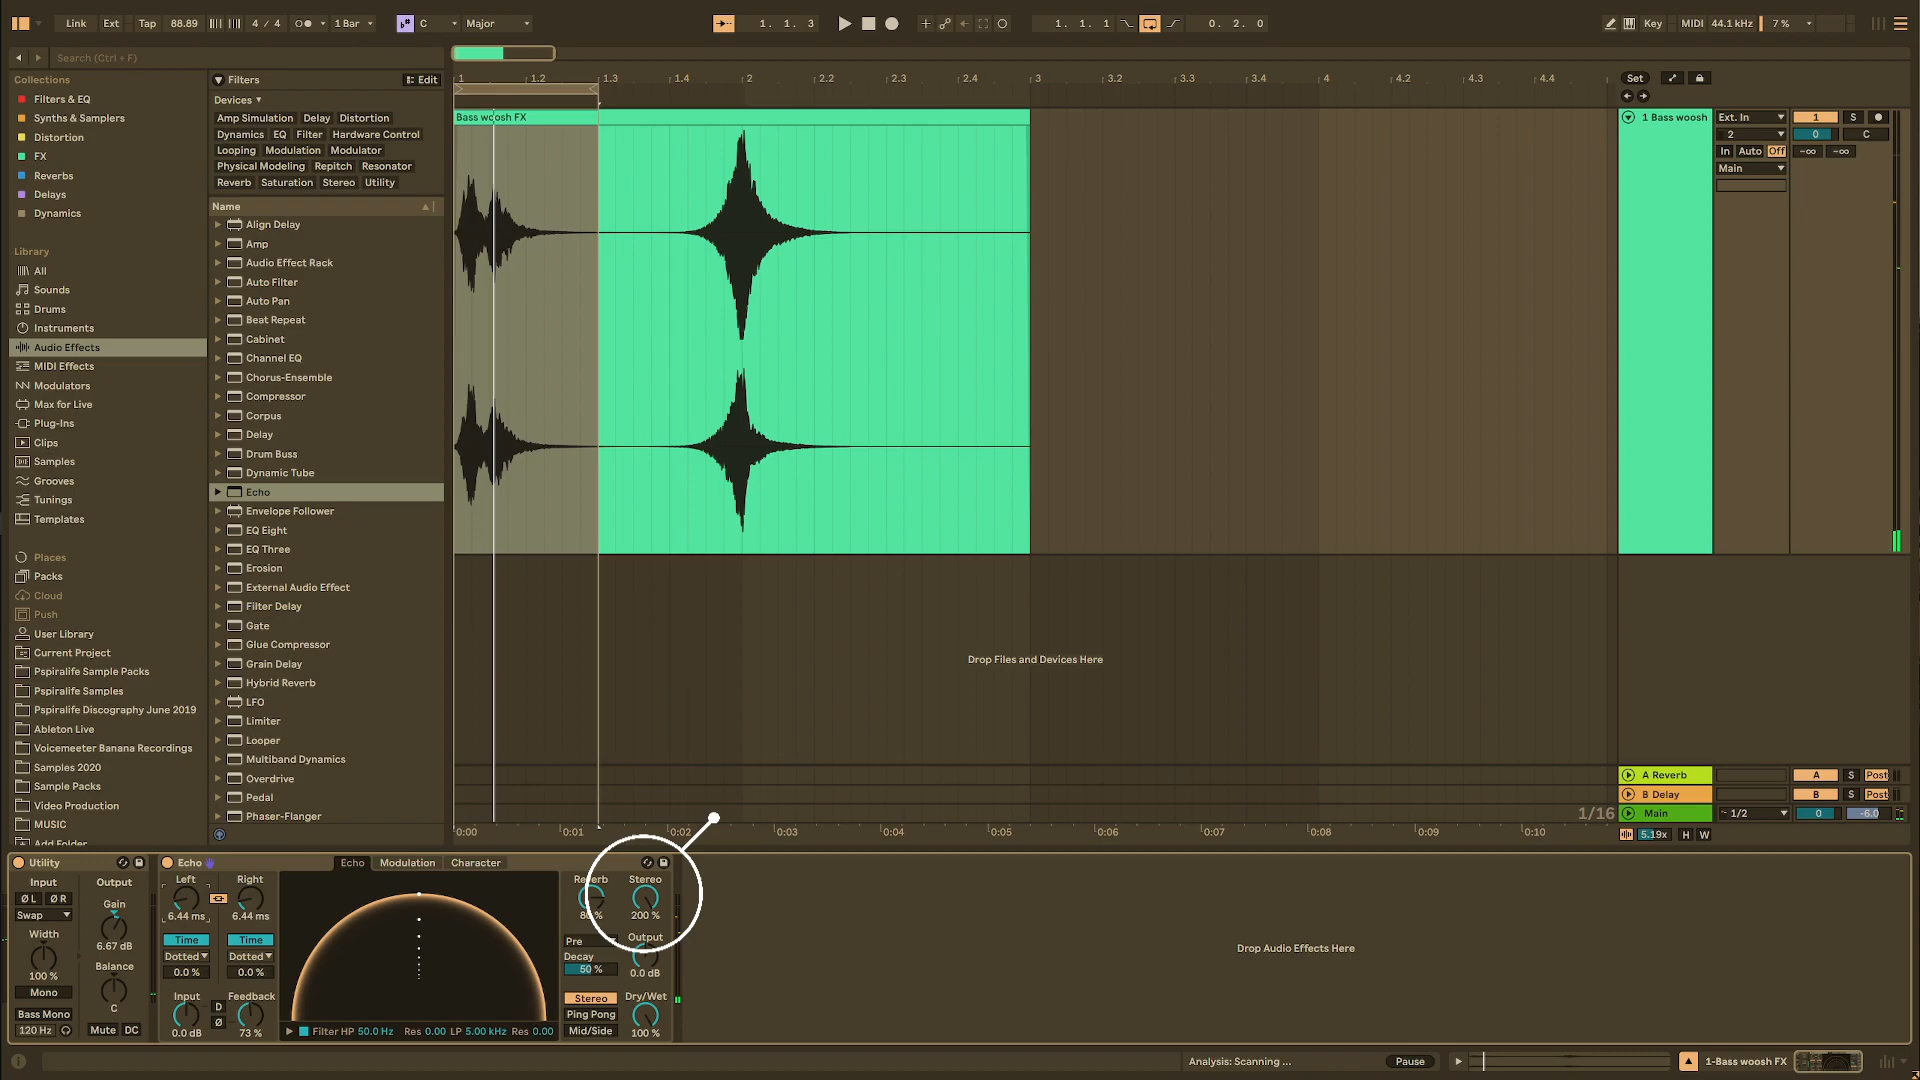 Link Ext Tap 88.89 4 / 4 1 Bar C Major 1. 1. 3 1. 1. 1 0. 2. 0 Key MIDI 44.1 kHz 7 %
Search (Ctrl + F)
Collections
Filters & EQ
Synths & Samplers
Distortion
FX
Reverbs
Delays
Dynamics
Library
All
Sounds
Drums
Instruments
Audio Effects
MIDI Effects
Modulators
Max for Live
Plug-Ins
Clips
Samples
Grooves
Tunings
Templates
Places
Packs
Cloud
Push
User Library
Current Project
Pspiralife Sample Packs
Pspiralife Samples
Pspiralife Discography June 2019
Ableton Live
Voicemeeter Banana Recordings
Samples 2020
Sample Packs
Video Production
MUSIC
Add Folder
Filters Edit
Devices
Amp Simulation Delay Distortion
Dynamics EQ Filter Hardware Control
Looping Modulation Modulator
Physical Modeling Repitch Resonator
Reverb Saturation Stereo Utility
Name
Align Delay
Amp
Audio Effect Rack
Auto Filter
Auto Pan
Beat Repeat
Cabinet
Channel EQ
Chorus-Ensemble
Compressor
Corpus
Delay
Drum Buss
Dynamic Tube
Echo
Envelope Follower
EQ Eight
EQ Three
Erosion
External Audio Effect
Filter Delay
Gate
Glue Compressor
Grain Delay
Hybrid Reverb
LFO
Limiter
Looper
Multiband Dynamics
Overdrive
Pedal
Phaser-Flanger
1 1.2 1.3 1.4 2 2.2 2.3 2.4 3 3.2 3.3 3.4 4 4.2 4.3 4.4
Bass woosh FX
Drop Files and Devices Here
1/16
0:00 0:01 0:02 0:03 0:04 0:05 0:06 0:07 0:08 0:09 0:10
Set
1 Bass woosh Ext. In 1 S
2 0 C
In Auto Off -∞ -∞
Main
A Reverb A S Post
B Delay B S Post
Main 1/2 0 -6.0
5.19x H W
Utility
Input Output
Ø L Ø R Gain
Swap
Width 6.67 dB
100 % Balance
Mono C
Bass Mono
120 Hz Mute DC
Echo Echo Modulation Character
Left Right
6.44 ms 6.44 ms
Time Time
Dotted Dotted
0.0 % 0.0 %
Input D Feedback
Ø
0.0 dB 73 %
Filter HP 50.0 Hz Res 0.00 LP 5.00 kHz Res 0.00
Reverb Stereo
80 % 200 %
Pre Output
Decay
50 % 0.0 dB
Stereo Dry/Wet
Ping Pong
Mid/Side 100 %
Drop Audio Effects Here
Analysis: Scanning ... Pause 1-Bass woosh FX